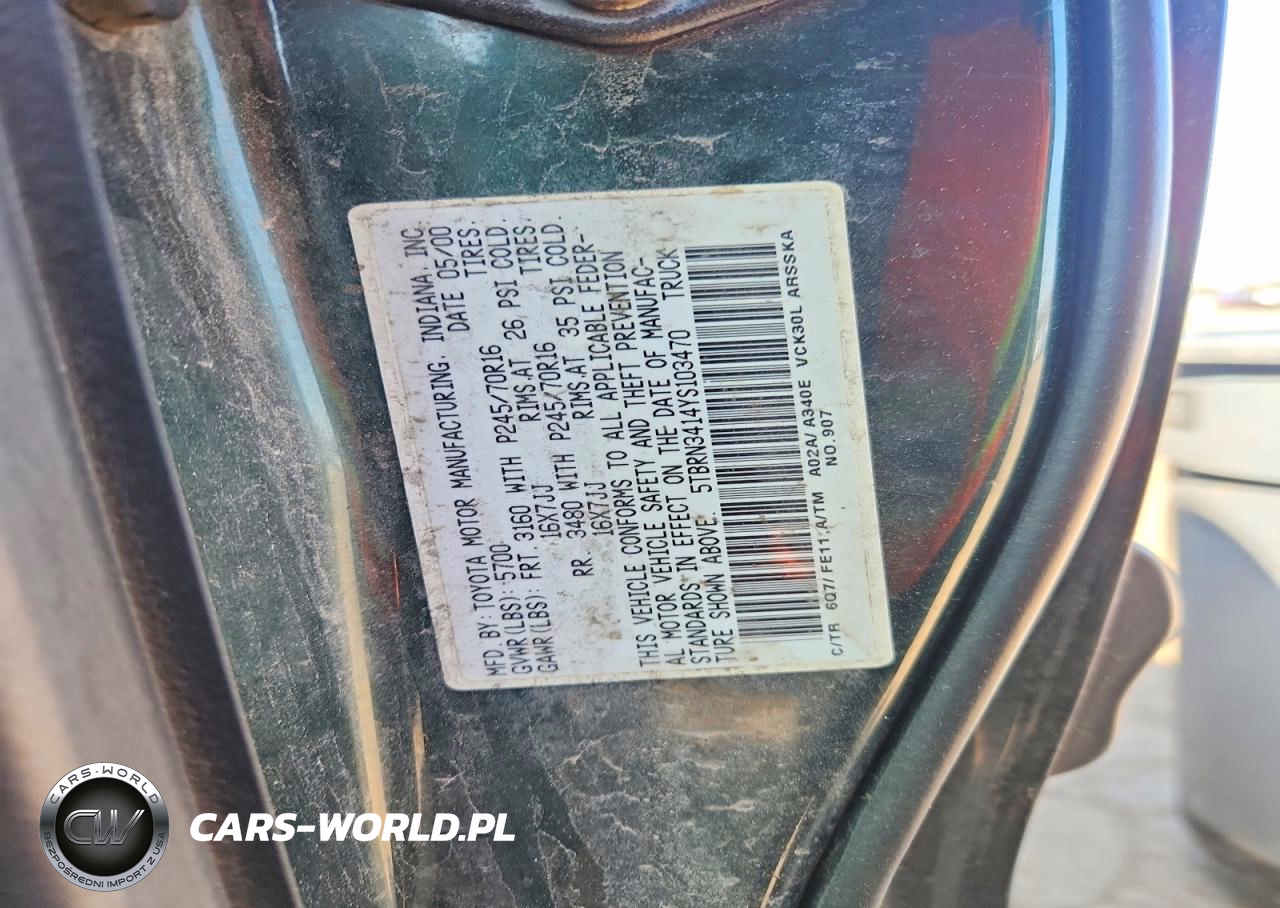 MFD. BY: TOYOTA MOTOR MANUFACTURING, INDIANA, INC.
GVWR(LBS): 5700 DATE 05/00
GAWR(LBS): FRT. 3160 WITH P245/70R16 TIRES,
16X7JJ RIMS AT 26 PSI COLD.
RR 3480 WITH P245/70R16 TIRES,
16X7JJ RIMS AT 35 PSI COLD.
THIS VEHICLE CONFORMS TO ALL APPLICABLE FEDER-
AL MOTOR VEHICLE SAFETY AND THEFT PREVENTION
STANDARDS IN EFFECT ON THE DATE OF MANUFAC-
TURE SHOWN ABOVE. 5TBRN3414YS103470 TRUCK
C/TR 6Q7/FE11,A/TM A02A/A340E VCK30L ARSSKA
NO.907
CARS-WORLD
CW
BEZPOŚREDNI IMPORT Z USA
CARS-WORLD.PL